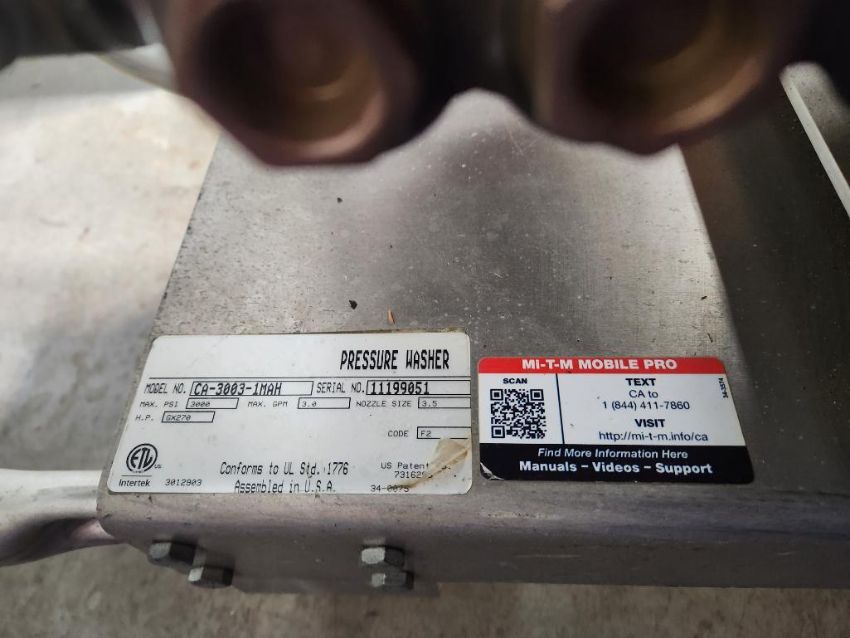 PRESSURE WASHER
MODEL NO. CA-3003-1MAH SERIAL NO. 11199051
MAX. PSI 3000 MAX. GPM 3.0 NOZZLE SIZE 3.5
H.P. GX270
CODE F2
ETL US
Intertek 3012903
Conforms to UL Std. 1776
Assembled in U.S.A.
US Patent
73162
34-0075
MI-T-M MOBILE PRO
SCAN
TEXT
CA to
1 (844) 411-7860
VISIT
http://mi-t-m.info/ca
Find More Information Here
Manuals ~ Videos ~ Support